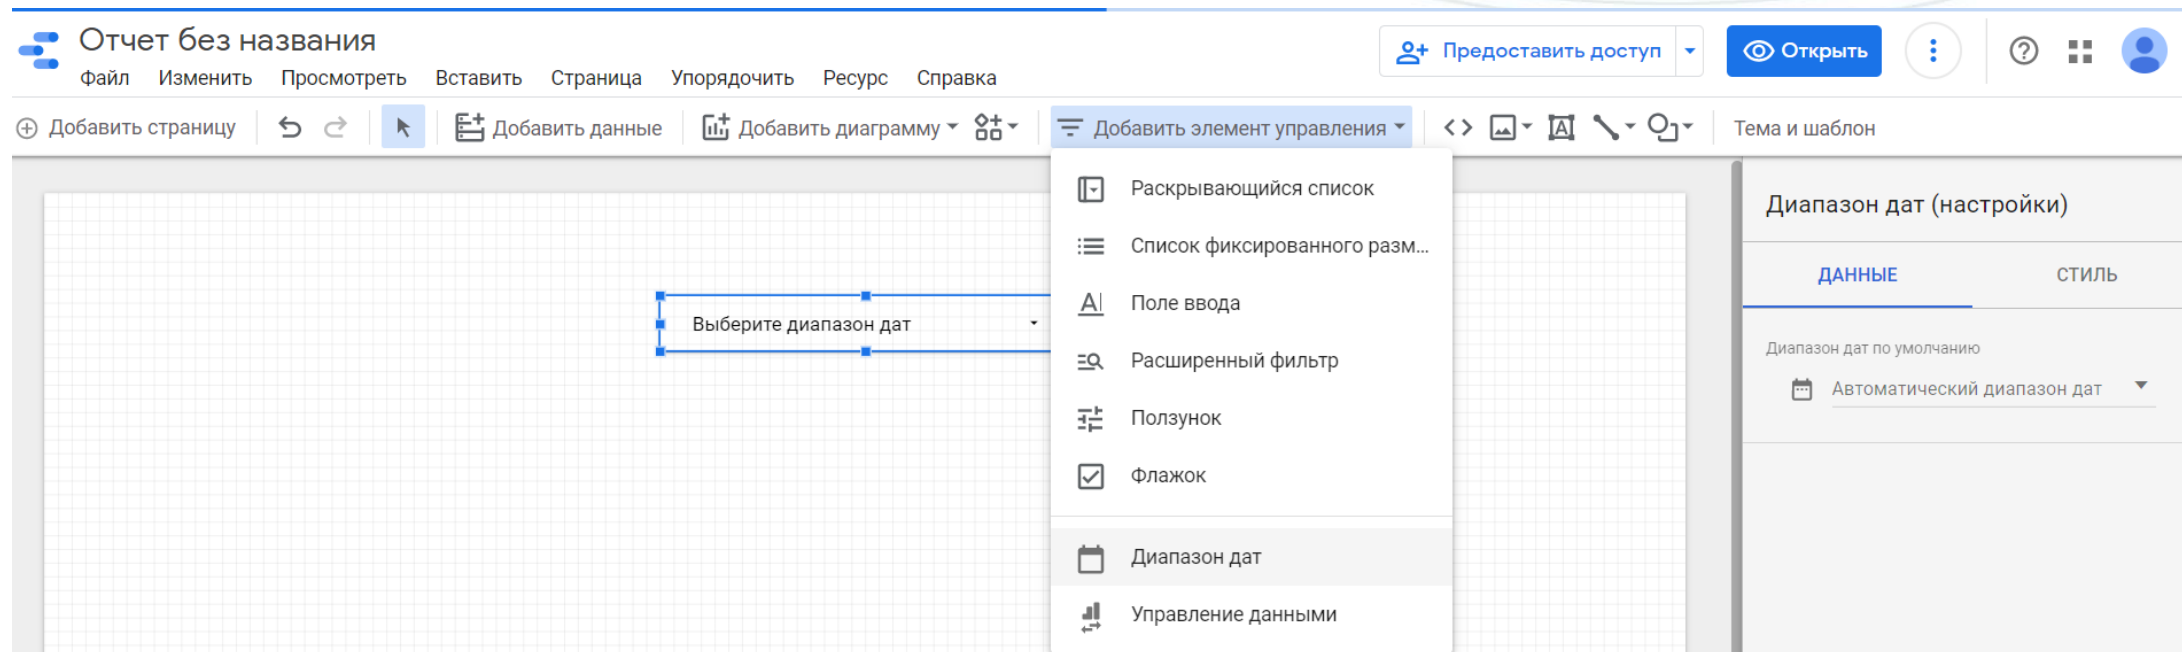 Отчет без названия
Предоставить доступ
Открыть
Файл Изменить Просмотреть Вставить Страница Упорядочить Ресурс Справка
Добавить страницу Добавить данные Добавить диаграмму Добавить элемент управления Тема и шаблон
Раскрывающийся список
Список фиксированного разм...
Поле ввода
Расширенный фильтр
Ползунок
Флажок
Диапазон дат
Управление данными
Выберите диапазон дат
Диапазон дат (настройки)
ДАННЫЕ СТИЛЬ
Диапазон дат по умолчанию
Автоматический диапазон дат